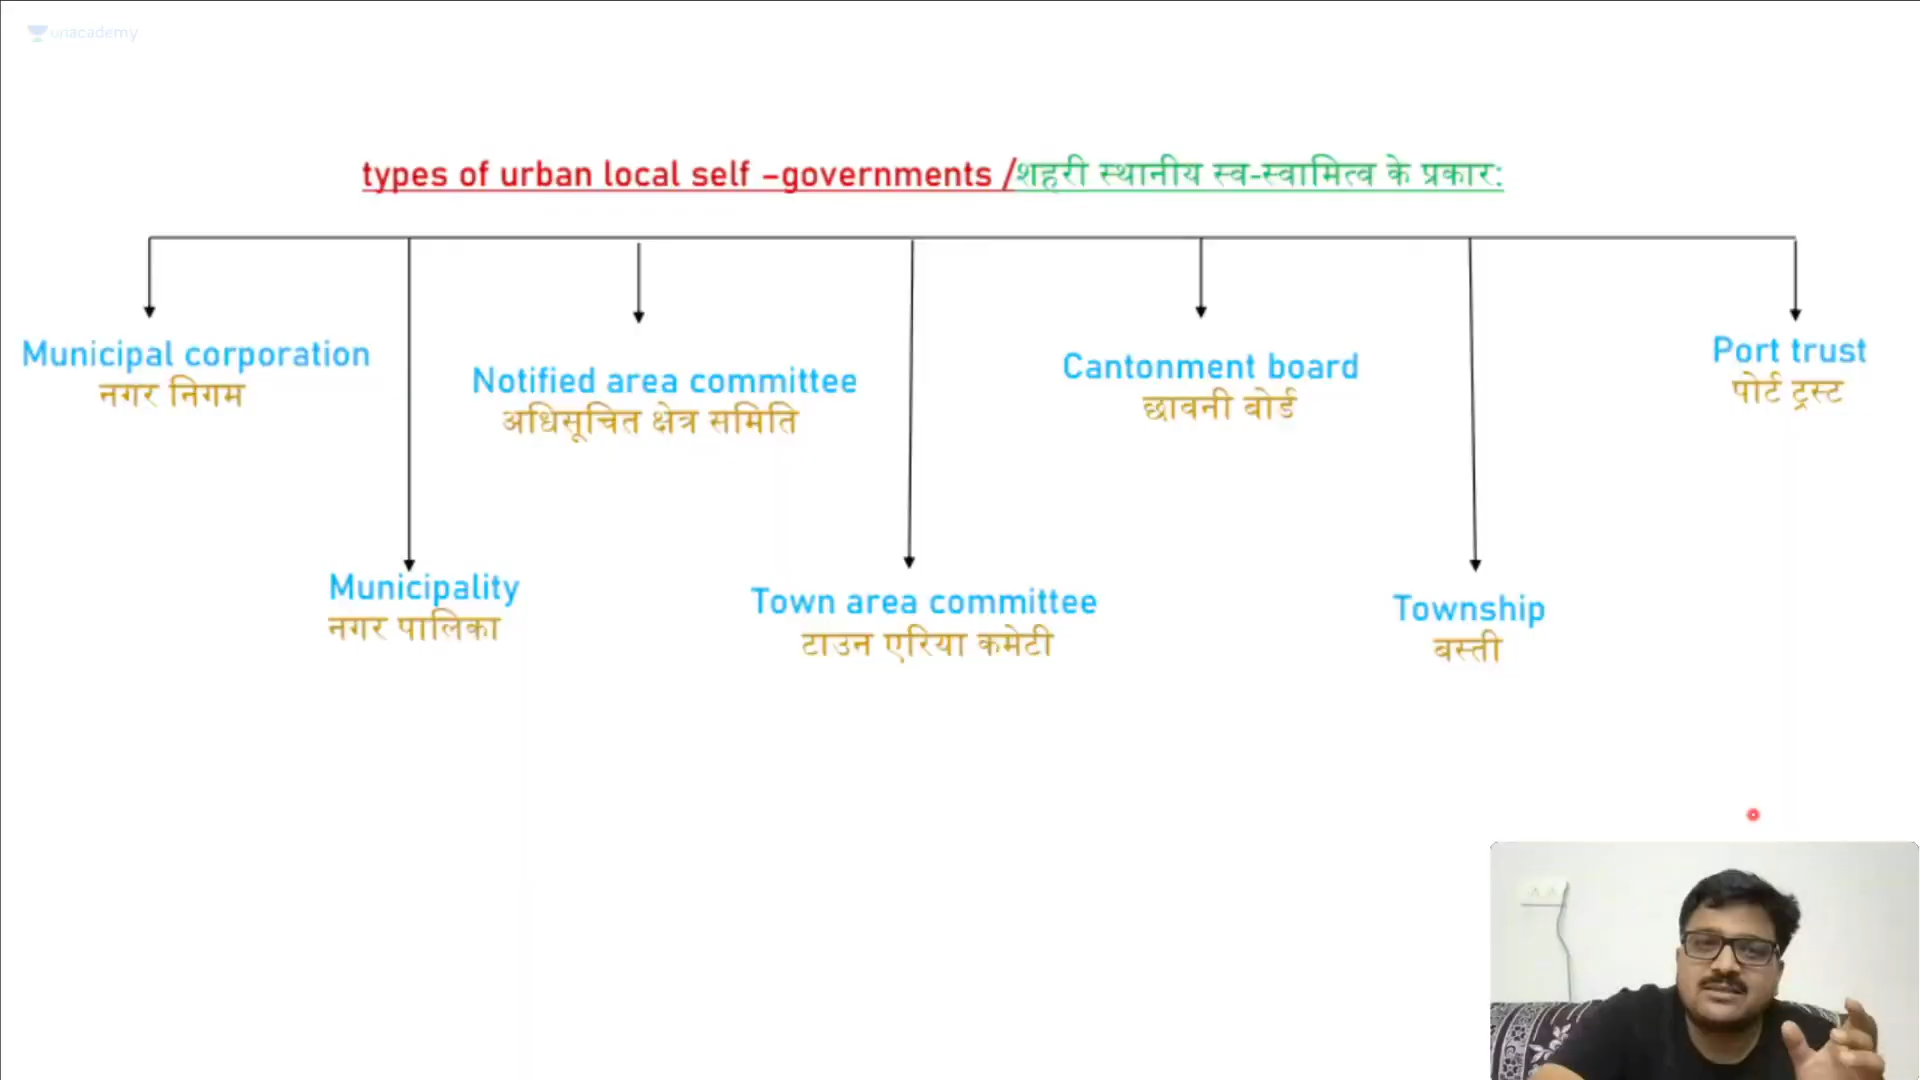 unacademy
types of urban local self –governments /शहरी स्थानीय स्व-स्वामित्व के प्रकार:
Municipal corporation
नगर निगम
Notified area committee
अधिसूचित क्षेत्र समिति
Cantonment board
छावनी बोर्ड
Port trust
पोर्ट ट्रस्ट
Municipality
नगर पालिका
Town area committee
टाउन एरिया कमेटी
Township
बस्ती